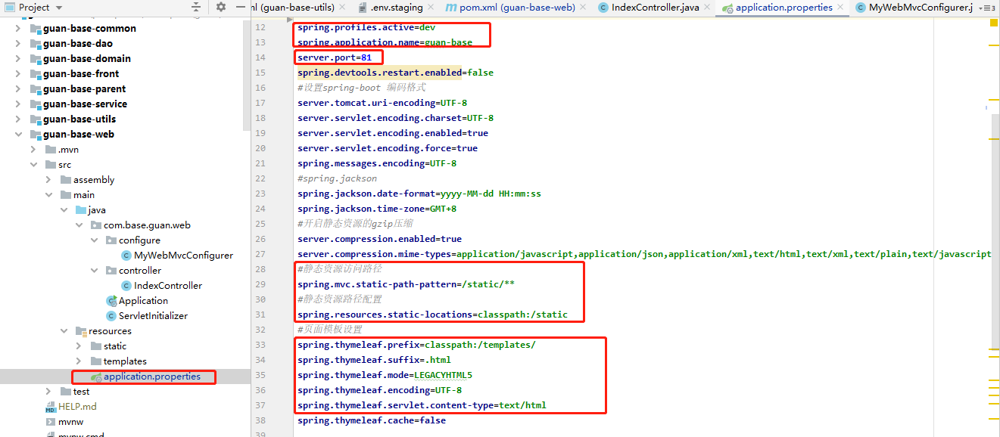 Project
ml (guan-base-utils)
.env.staging
pom.xml (guan-base-web)
IndexController.java
application.properties
MyWebMvcConfigurer.j
3
guan-base-common
guan-base-dao
guan-base-domain
guan-base-front
guan-base-parent
guan-base-service
guan-base-utils
guan-base-web
.mvn
src
assembly
main
java
com.base.guan.web
configure
MyWebMvcConfigurer
controller
IndexController
Application
ServletInitializer
resources
static
templates
application.properties
test
HELP.md
mvnw
mvnw.cmd
12 spring.profiles.active=dev
13 spring.application.name=guan-base
14 server.port=81
15 spring.devtools.restart.enabled=false
16 #设置spring-boot 编码格式
17 server.tomcat.uri-encoding=UTF-8
18 server.servlet.encoding.charset=UTF-8
19 server.servlet.encoding.enabled=true
20 server.servlet.encoding.force=true
21 spring.messages.encoding=UTF-8
22 #spring.jackson
23 spring.jackson.date-format=yyyy-MM-dd HH:mm:ss
24 spring.jackson.time-zone=GMT+8
25 #开启静态资源的gzip压缩
26 server.compression.enabled=true
27 server.compression.mime-types=application/javascript,application/json,application/xml,text/html,text/xml,text/plain,text/javascript
28 #静态资源访问路径
29 spring.mvc.static-path-pattern=/static/**
30 #静态资源路径配置
31 spring.resources.static-locations=classpath:/static
32 #页面模板设置
33 spring.thymeleaf.prefix=classpath:/templates/
34 spring.thymeleaf.suffix=.html
35 spring.thymeleaf.mode=LEGACYHTML5
36 spring.thymeleaf.encoding=UTF-8
37 spring.thymeleaf.servlet.content-type=text/html
38 spring.thymeleaf.cache=false
39